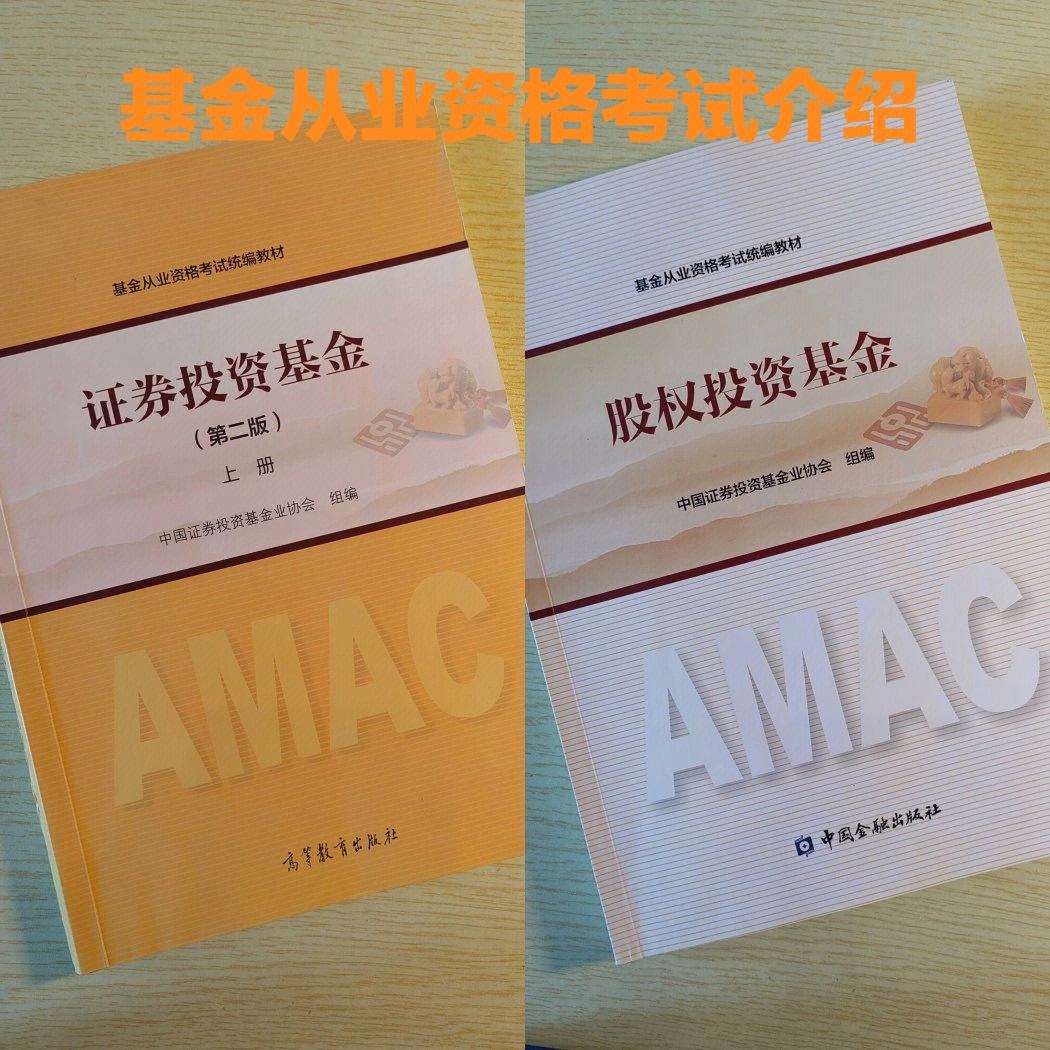 基金从业资格考试介绍
基金从业资格考试统编教材
证券投资基金
（第二版）
上 册
中国证券投资基金业协会 组编
AMAC
高等教育出版社
基金从业资格考试统编教材
股权投资基金
中国证券投资基金业协会 组编
AMAC
中国金融出版社